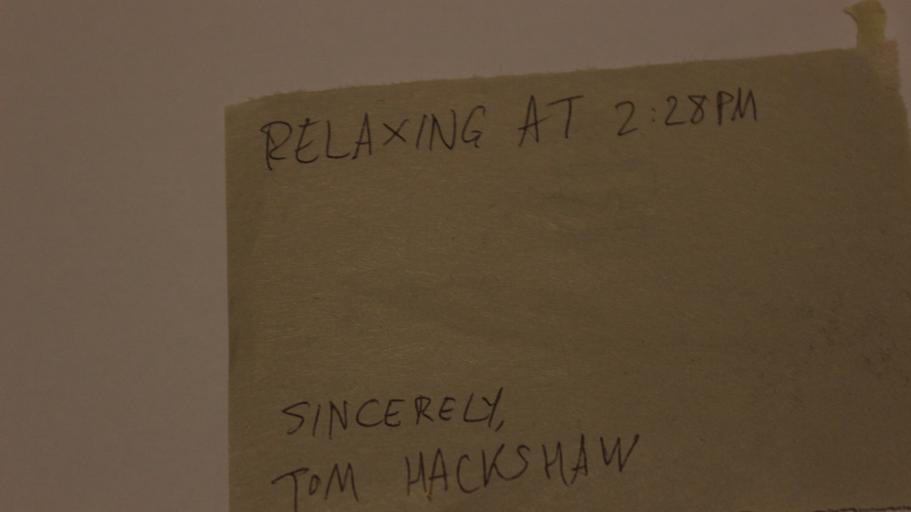 RELAXING AT 2:28PM
SINCERELY,
TOM HACKSHAW